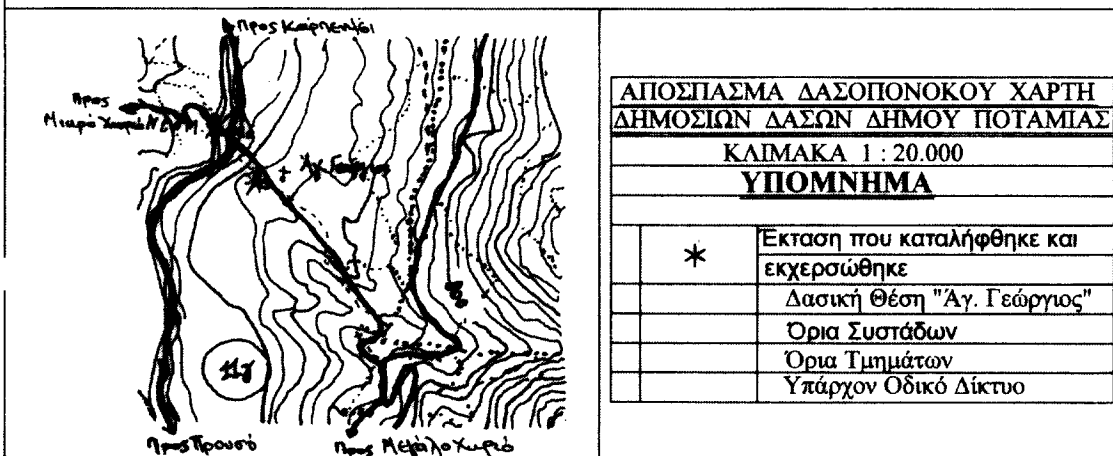 Προς Καρπενήσι
Προς
Μικρό Χωριό Ν. & Π.
Αγ. Γεώργιος
11γ
Προς Προυσό
Προς Μεγάλο Χωριό
ΑΠΟΣΠΑΣΜΑ ΔΑΣΟΠΟΝΟΚΟΥ ΧΑΡΤΗ
ΔΗΜΟΣΙΩΝ ΔΑΣΩΝ ΔΗΜΟΥ ΠΟΤΑΜΙΑΣ
ΚΛΙΜΑΚΑ 1 : 20.000
ΥΠΟΜΝΗΜΑ
* Έκταση που καταλήφθηκε και
εκχερσώθηκε
Δασική Θέση "Άγ. Γεώργιος"
Όρια Συστάδων
Όρια Τμημάτων
Υπάρχον Οδικό Δίκτυο